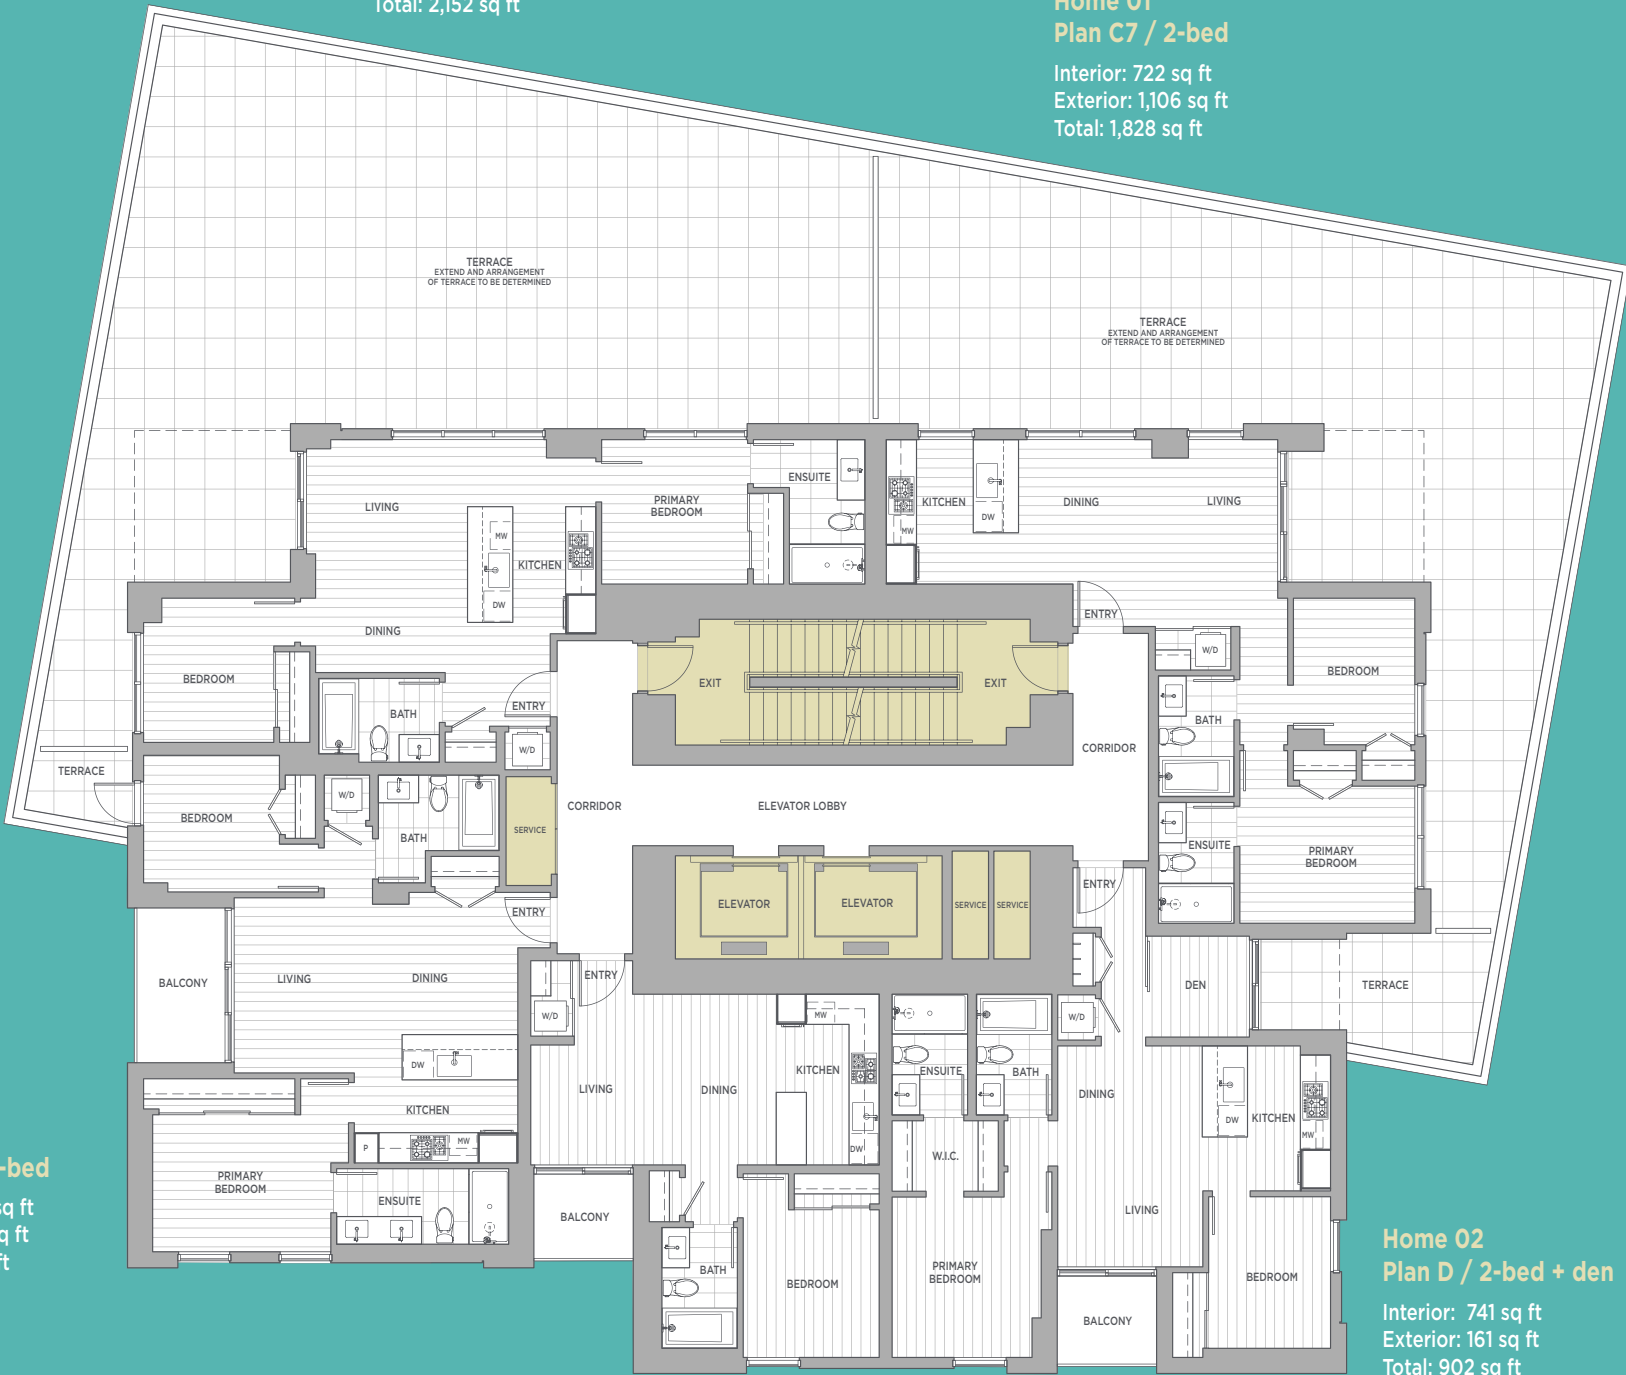 Total: 2,152 sq ft
Home 01
Plan C7 / 2-bed
Interior: 722 sq ft
Exterior: 1,106 sq ft
Total: 1,828 sq ft
TERRACE
EXTEND AND ARRANGEMENT
OF TERRACE TO BE DETERMINED
TERRACE
EXTEND AND ARRANGEMENT
OF TERRACE TO BE DETERMINED
LIVING
MW
KITCHEN
DW
DINING
PRIMARY
BEDROOM
ENSUITE
KITCHEN
DW
MW
DINING
LIVING
ENTRY
W/D
BEDROOM
BATH
ENTRY
W/D
EXIT
EXIT
CORRIDOR
BEDROOM
BATH
TERRACE
BEDROOM
W/D
BATH
SERVICE
CORRIDOR
ELEVATOR LOBBY
ENSUITE
PRIMARY
BEDROOM
ENTRY
ELEVATOR
ELEVATOR
SERVICE
SERVICE
ENTRY
BALCONY
LIVING
DINING
ENTRY
W/D
DEN
TERRACE
W/D
MW
DW
KITCHEN
LIVING
DINING
KITCHEN
DW
ENSUITE
BATH
DINING
DW
KITCHEN
MW
P
MW
PRIMARY
BEDROOM
ENSUITE
W.I.C.
BALCONY
LIVING
BATH
BEDROOM
PRIMARY
BEDROOM
BEDROOM
BALCONY
-bed
sq ft
q ft
ft
Home 02
Plan D / 2-bed + den
Interior: 741 sq ft
Exterior: 161 sq ft
Total: 902 sq ft